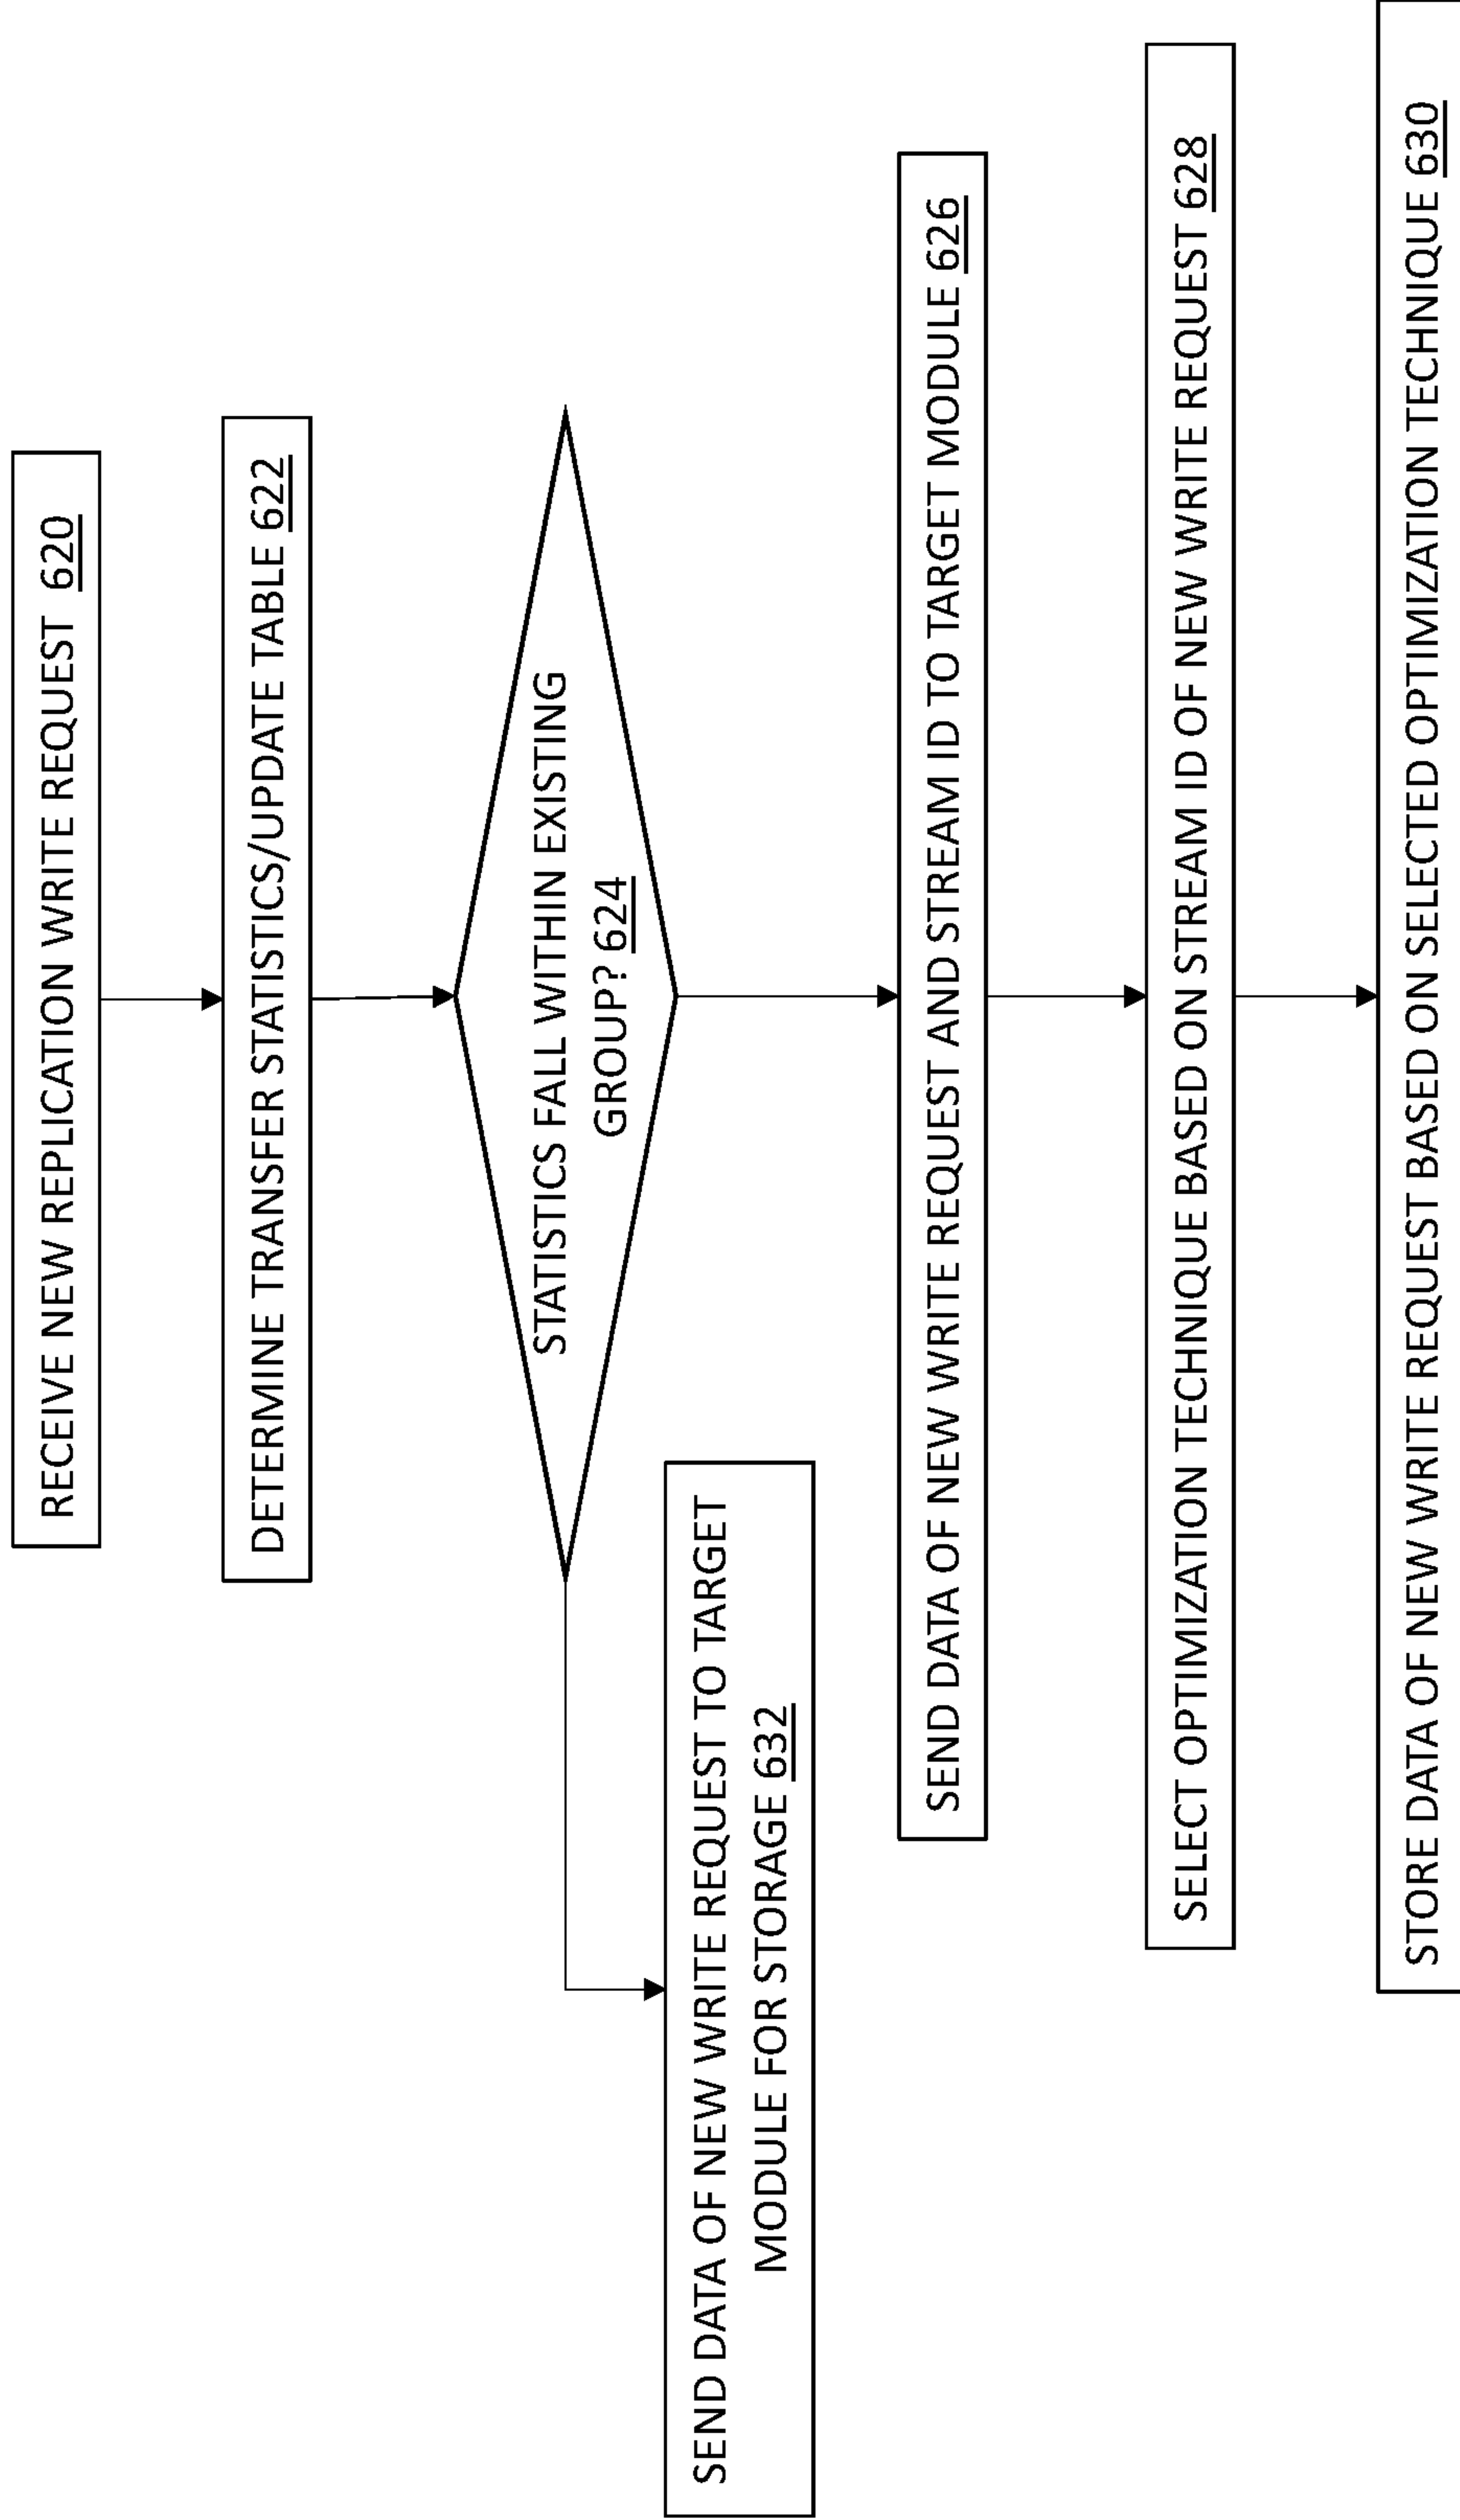 RECEIVE NEW REPLICATION WRITE REQUEST 620
DETERMINE TRANSFER STATISTICS/UPDATE TABLE 622
STATISTICS FALL WITHIN EXISTING
GROUP? 624
SEND DATA OF NEW WRITE REQUEST TO TARGET
MODULE FOR STORAGE 632
SEND DATA OF NEW WRITE REQUEST AND STREAM ID TO TARGET MODULE 626
SELECT OPTIMIZATION TECHNIQUE BASED ON STREAM ID OF NEW WRITE REQUEST 628
STORE DATA OF NEW WRITE REQUEST BASED ON SELECTED OPTIMIZATION TECHNIQUE 630